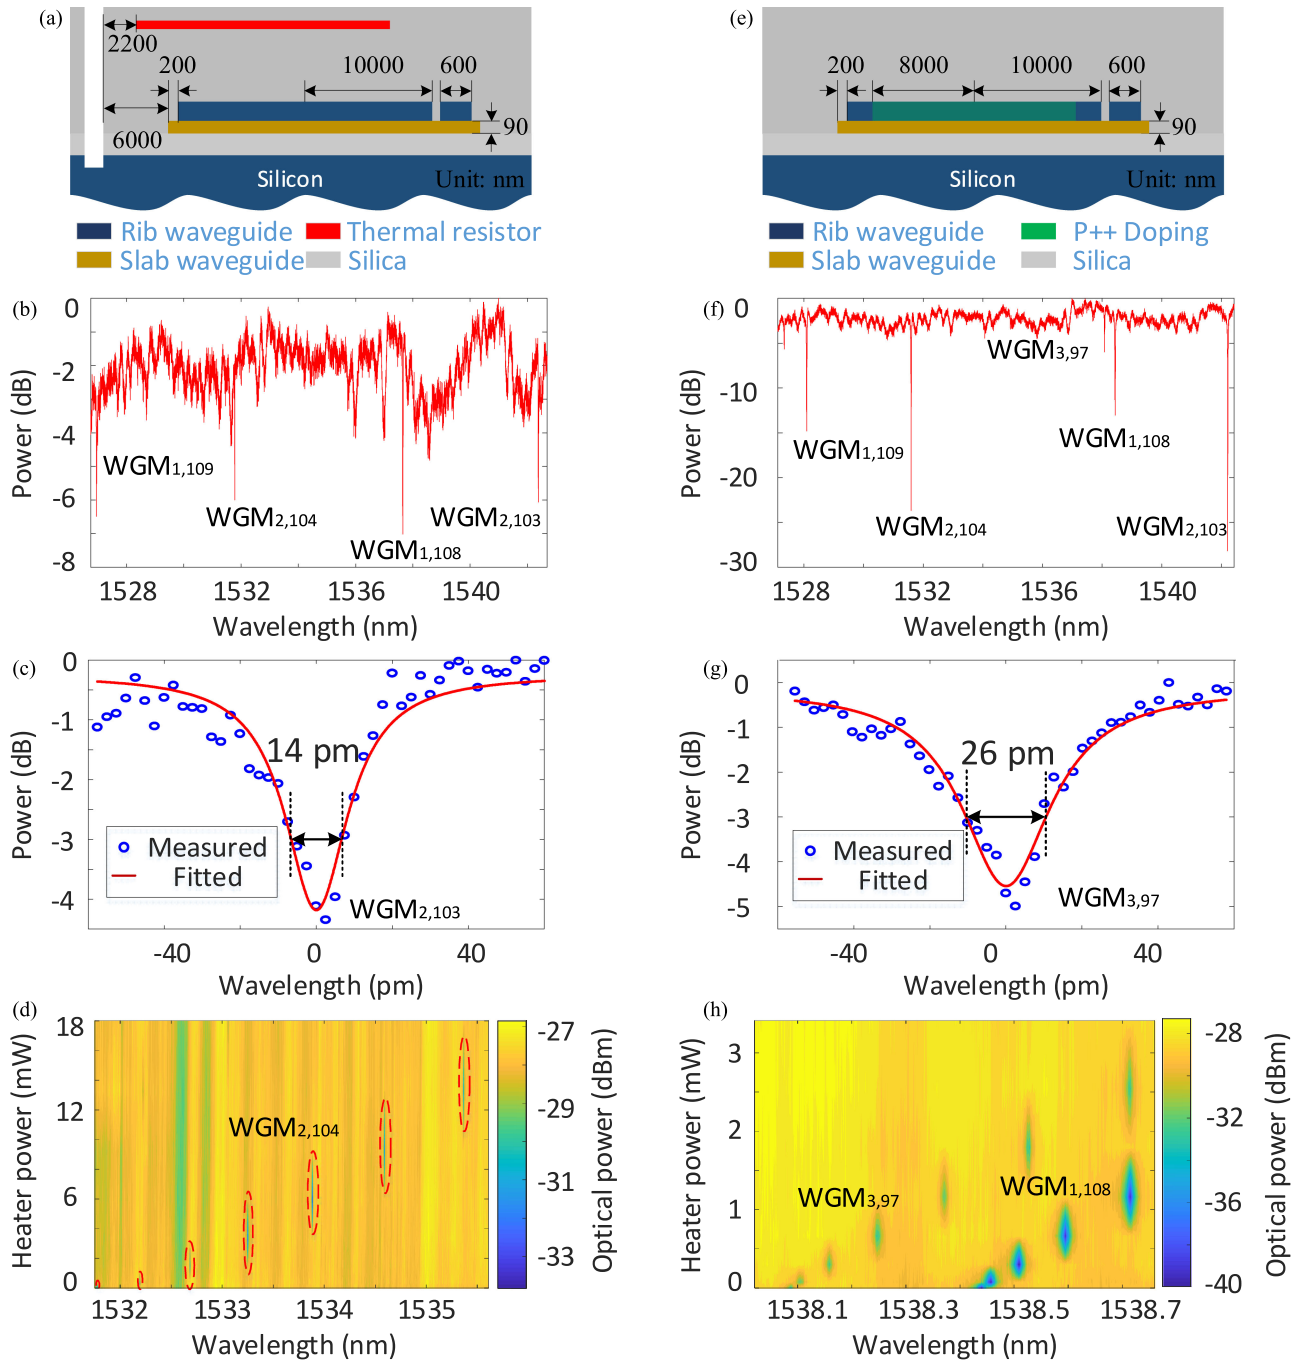 (a)
2200
200
10000
600
6000
90
Silicon
Unit: nm
Rib waveguide
Thermal resistor
Slab waveguide
Silica
(e)
200
8000
10000
600
90
Silicon
Unit: nm
Rib waveguide
P++ Doping
Slab waveguide
Silica
(b)
0
-2
-4
-6
-8
Power (dB)
WGM1,109
WGM2,104
WGM1,108
WGM2,103
1528
1532
1536
1540
Wavelength (nm)
(f)
0
-10
-20
-30
Power (dB)
WGM3,97
WGM1,109
WGM1,108
WGM2,104
WGM2,103
1528
1532
1536
1540
Wavelength (nm)
(c)
0
-1
-2
-3
-4
Power (dB)
14 pm
Measured
Fitted
WGM2,103
-40
0
40
Wavelength (pm)
(g)
0
-1
-2
-3
-4
-5
Power (dB)
26 pm
Measured
Fitted
WGM3,97
-40
0
40
Wavelength (pm)
(d)
18
12
6
0
Heater power (mW)
WGM2,104
1532
1533
1534
1535
Wavelength (nm)
-27
-29
-31
-33
Optical power (dBm)
(h)
3
2
1
0
Heater power (mW)
WGM3,97
WGM1,108
1538.1
1538.3
1538.5
1538.7
Wavelength (nm)
-28
-32
-36
-40
Optical power (dBm)